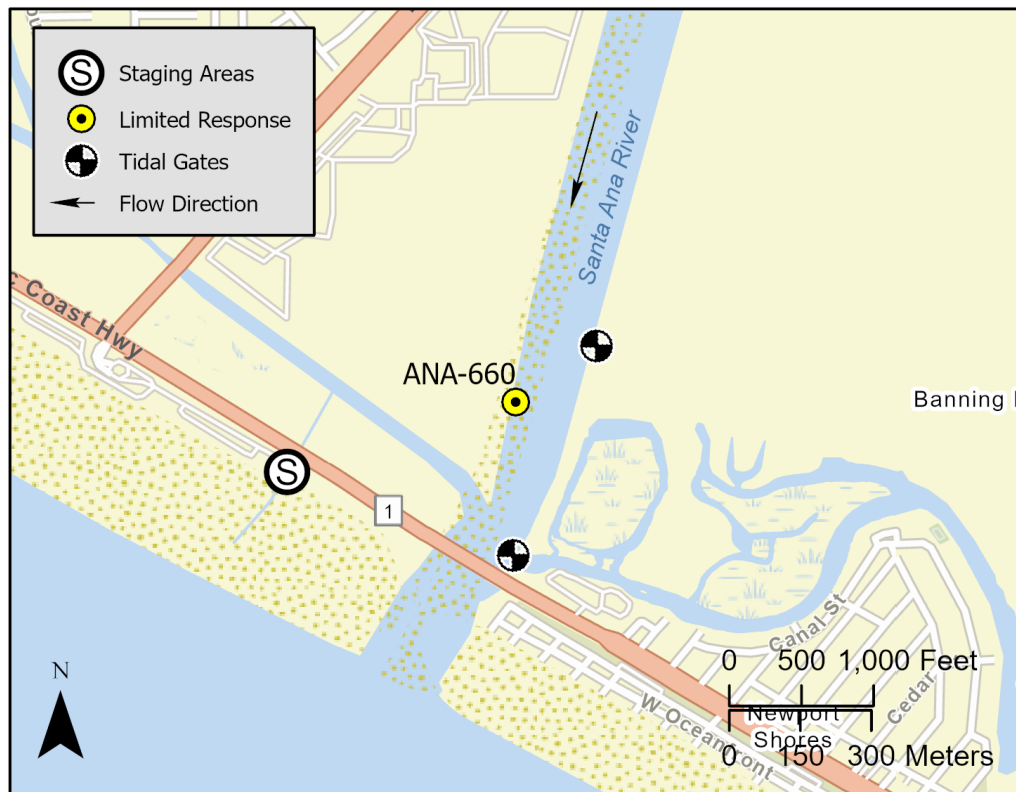 S Staging Areas
Limited Response
Tidal Gates
Flow Direction
c Coast Hwy
Santa Ana River
ANA-660
Banning
S
1
Canal St
Cedar
W Oceanfront
Newport
Shores
0 500 1,000 Feet
0 150 300 Meters
N